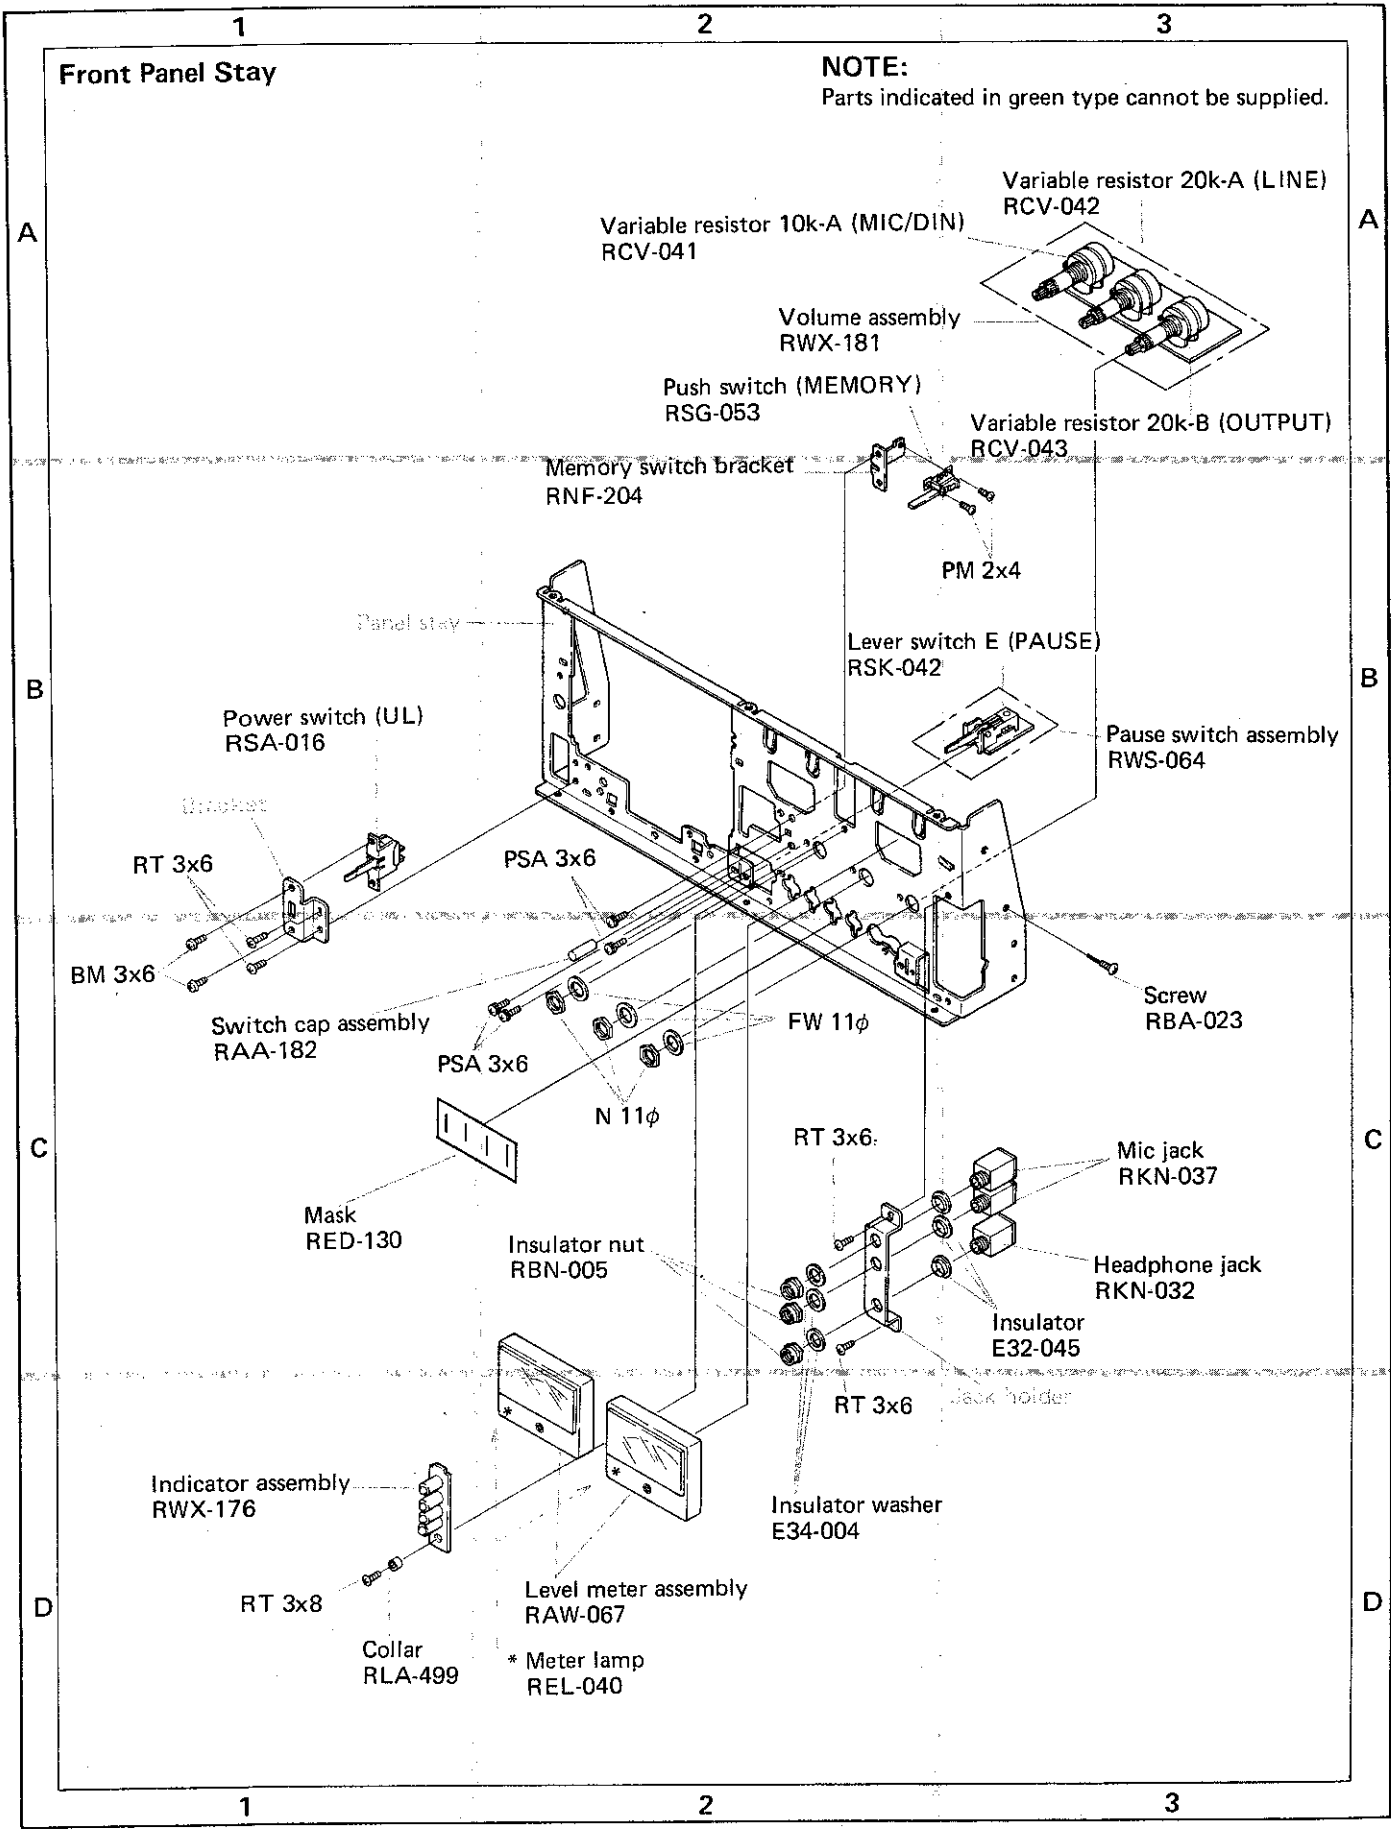 1 2 3
Front Panel Stay
NOTE:
Parts indicated in green type cannot be supplied.
Variable resistor 20k-A (LINE)
RCV-042
A
Variable resistor 10k-A (MIC/DIN)
RCV-041
A
Volume assembly
RWX-181
Push switch (MEMORY)
RSG-053
Variable resistor 20k-B (OUTPUT)
RCV-043
Memory switch bracket
RNF-204
PM 2x4
Panel stay
Lever switch E (PAUSE)
RSK-042
B
B
Power switch (UL)
RSA-016
Pause switch assembly
RWS-064
Bracket
RT 3x6
PSA 3x6
BM 3x6
Switch cap assembly
RAA-182
PSA 3x6
FW 11φ
Screw
RBA-023
N 11φ
C
C
RT 3x6
Mic jack
RKN-037
Mask
RED-130
Insulator nut
RBN-005
Headphone jack
RKN-032
Insulator
E32-045
RT 3x6
Jack holder
* *
Indicator assembly
RWX-176
Insulator washer
E34-004
RT 3x8
Level meter assembly
RAW-067
D
D
Collar
RLA-499
* Meter lamp
REL-040
1 2 3